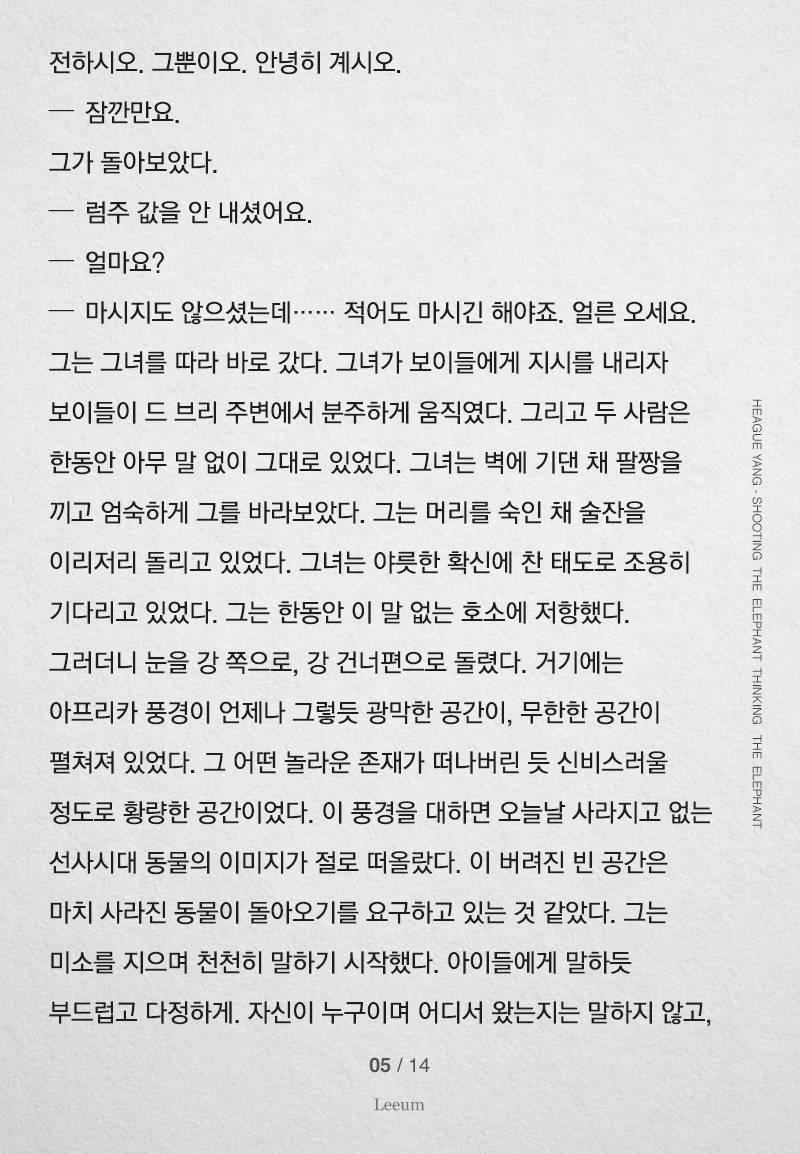 전하시오. 그뿐이오. 안녕히 계시오.
― 잠깐만요.
그가 돌아보았다.
― 럼주 값을 안 내셨어요.
― 얼마요?
― 마시지도 않으셨는데…… 적어도 마시긴 해야죠. 얼른 오세요.
그는 그녀를 따라 바로 갔다. 그녀가 보이들에게 지시를 내리자
보이들이 드 브리 주변에서 분주하게 움직였다. 그리고 두 사람은
한동안 아무 말 없이 그대로 있었다. 그녀는 벽에 기댄 채 팔짱을
끼고 엄숙하게 그를 바라보았다. 그는 머리를 숙인 채 술잔을
이리저리 돌리고 있었다. 그녀는 야릇한 확신에 찬 태도로 조용히
기다리고 있었다. 그는 한동안 이 말 없는 호소에 저항했다.
그러더니 눈을 강 쪽으로, 강 건너편으로 돌렸다. 거기에는
아프리카 풍경이 언제나 그렇듯 광막한 공간이, 무한한 공간이
펼쳐져 있었다. 그 어떤 놀라운 존재가 떠나버린 듯 신비스러울
정도로 황량한 공간이었다. 이 풍경을 대하면 오늘날 사라지고 없는
선사시대 동물의 이미지가 절로 떠올랐다. 이 버려진 빈 공간은
마치 사라진 동물이 돌아오기를 요구하고 있는 것 같았다. 그는
미소를 지으며 천천히 말하기 시작했다. 아이들에게 말하듯
부드럽고 다정하게. 자신이 누구이며 어디서 왔는지는 말하지 않고,
HEAGUE YANG - SHOOTING THE ELEPHANT THINKING THE ELEPHANT
05 / 14
Leeum